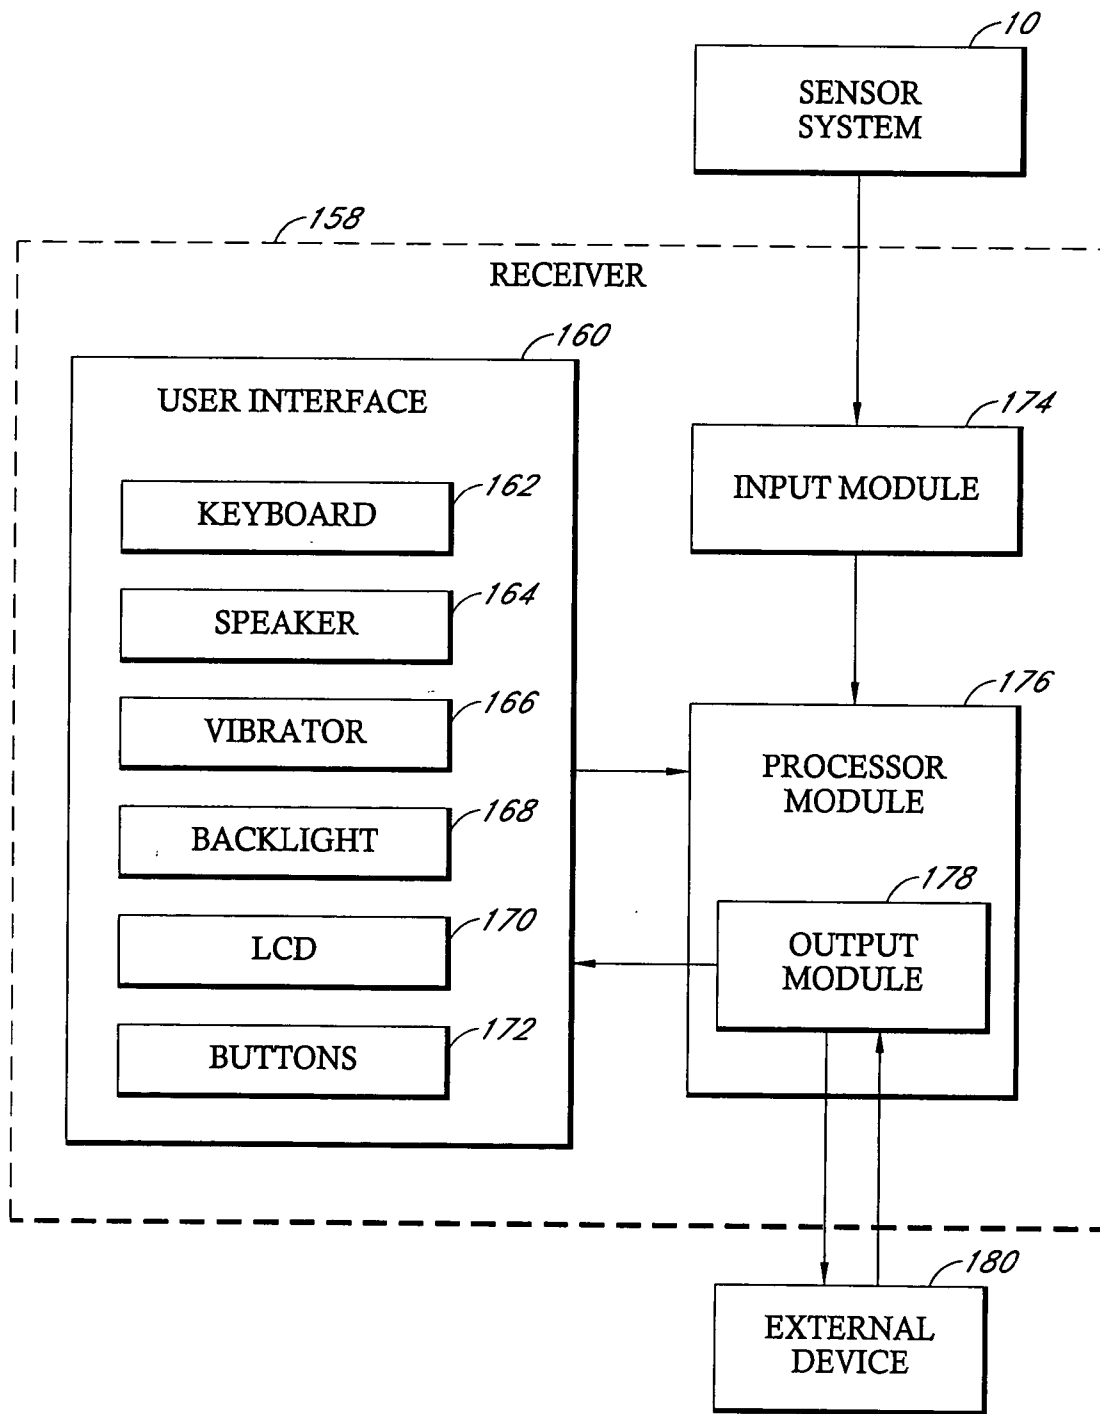 10
SENSOR
SYSTEM
158
RECEIVER
160
USER INTERFACE
174
INPUT MODULE
162
KEYBOARD
164
SPEAKER
166
VIBRATOR
168
BACKLIGHT
170
LCD
172
BUTTONS
176
PROCESSOR
MODULE
178
OUTPUT
MODULE
180
EXTERNAL
DEVICE